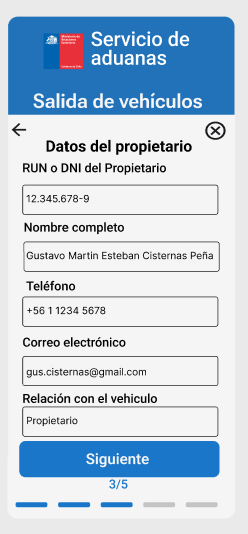 Servicio de
aduanas
Salida de vehículos
Datos del propietario
RUN o DNI del Propietario
12.345.678-9
Nombre completo
Gustavo Martin Esteban Cisternas Peña
Teléfono
+56 1 1234 5678
Correo electrónico
gus.cisternas@gmail.com
Relación con el vehiculo
Propietario
Siguiente
3/5